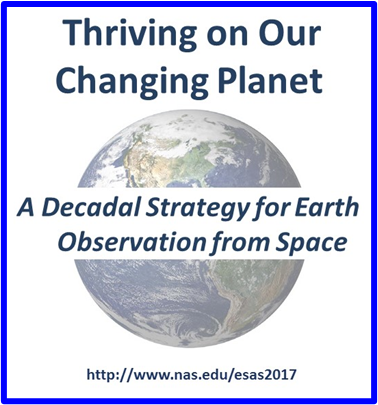 Thriving on Our
Changing Planet
A Decadal Strategy for Earth
Observation from Space
http://www.nas.edu/esas2017